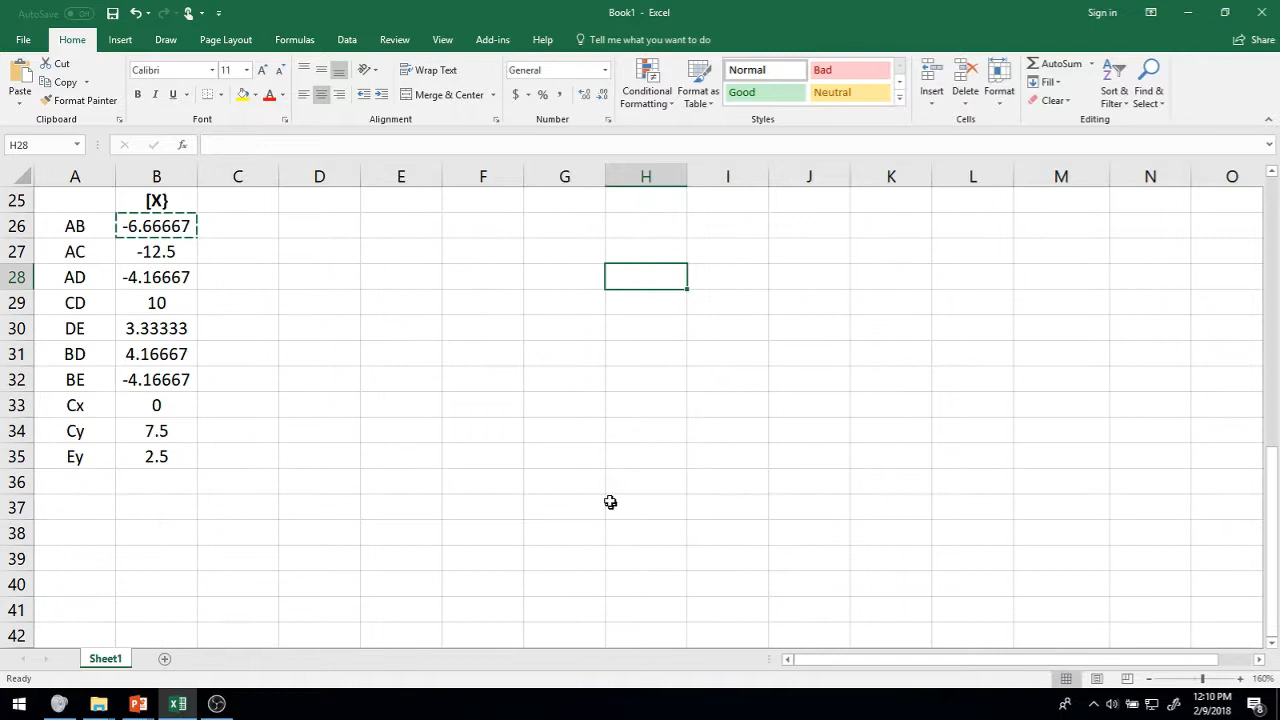 AutoSave Off
Book1 - Excel
Sign in
File Home Insert Draw Page Layout Formulas Data Review View Add-ins Help Tell me what you want to do Share
Paste
Cut
Copy
Format Painter
Clipboard
Calibri 11
B I U A
Font
Wrap Text
Merge & Center
Alignment
General
$ % ,
Number
Conditional Formatting
Format as Table
Normal Bad
Good Neutral
Styles
Insert Delete Format
Cells
AutoSum
Fill
Clear
Sort & Filter
Find & Select
Editing
H28 fx
A B C D E F G H I J K L M N O
25 [X}
26 AB -6.66667
27 AC -12.5
28 AD -4.16667
29 CD 10
30 DE 3.33333
31 BD 4.16667
32 BE -4.16667
33 Cx 0
34 Cy 7.5
35 Ey 2.5
36
37
38
39
40
41
42
Sheet1
Ready
160%
12:10 PM
2/9/2018
8